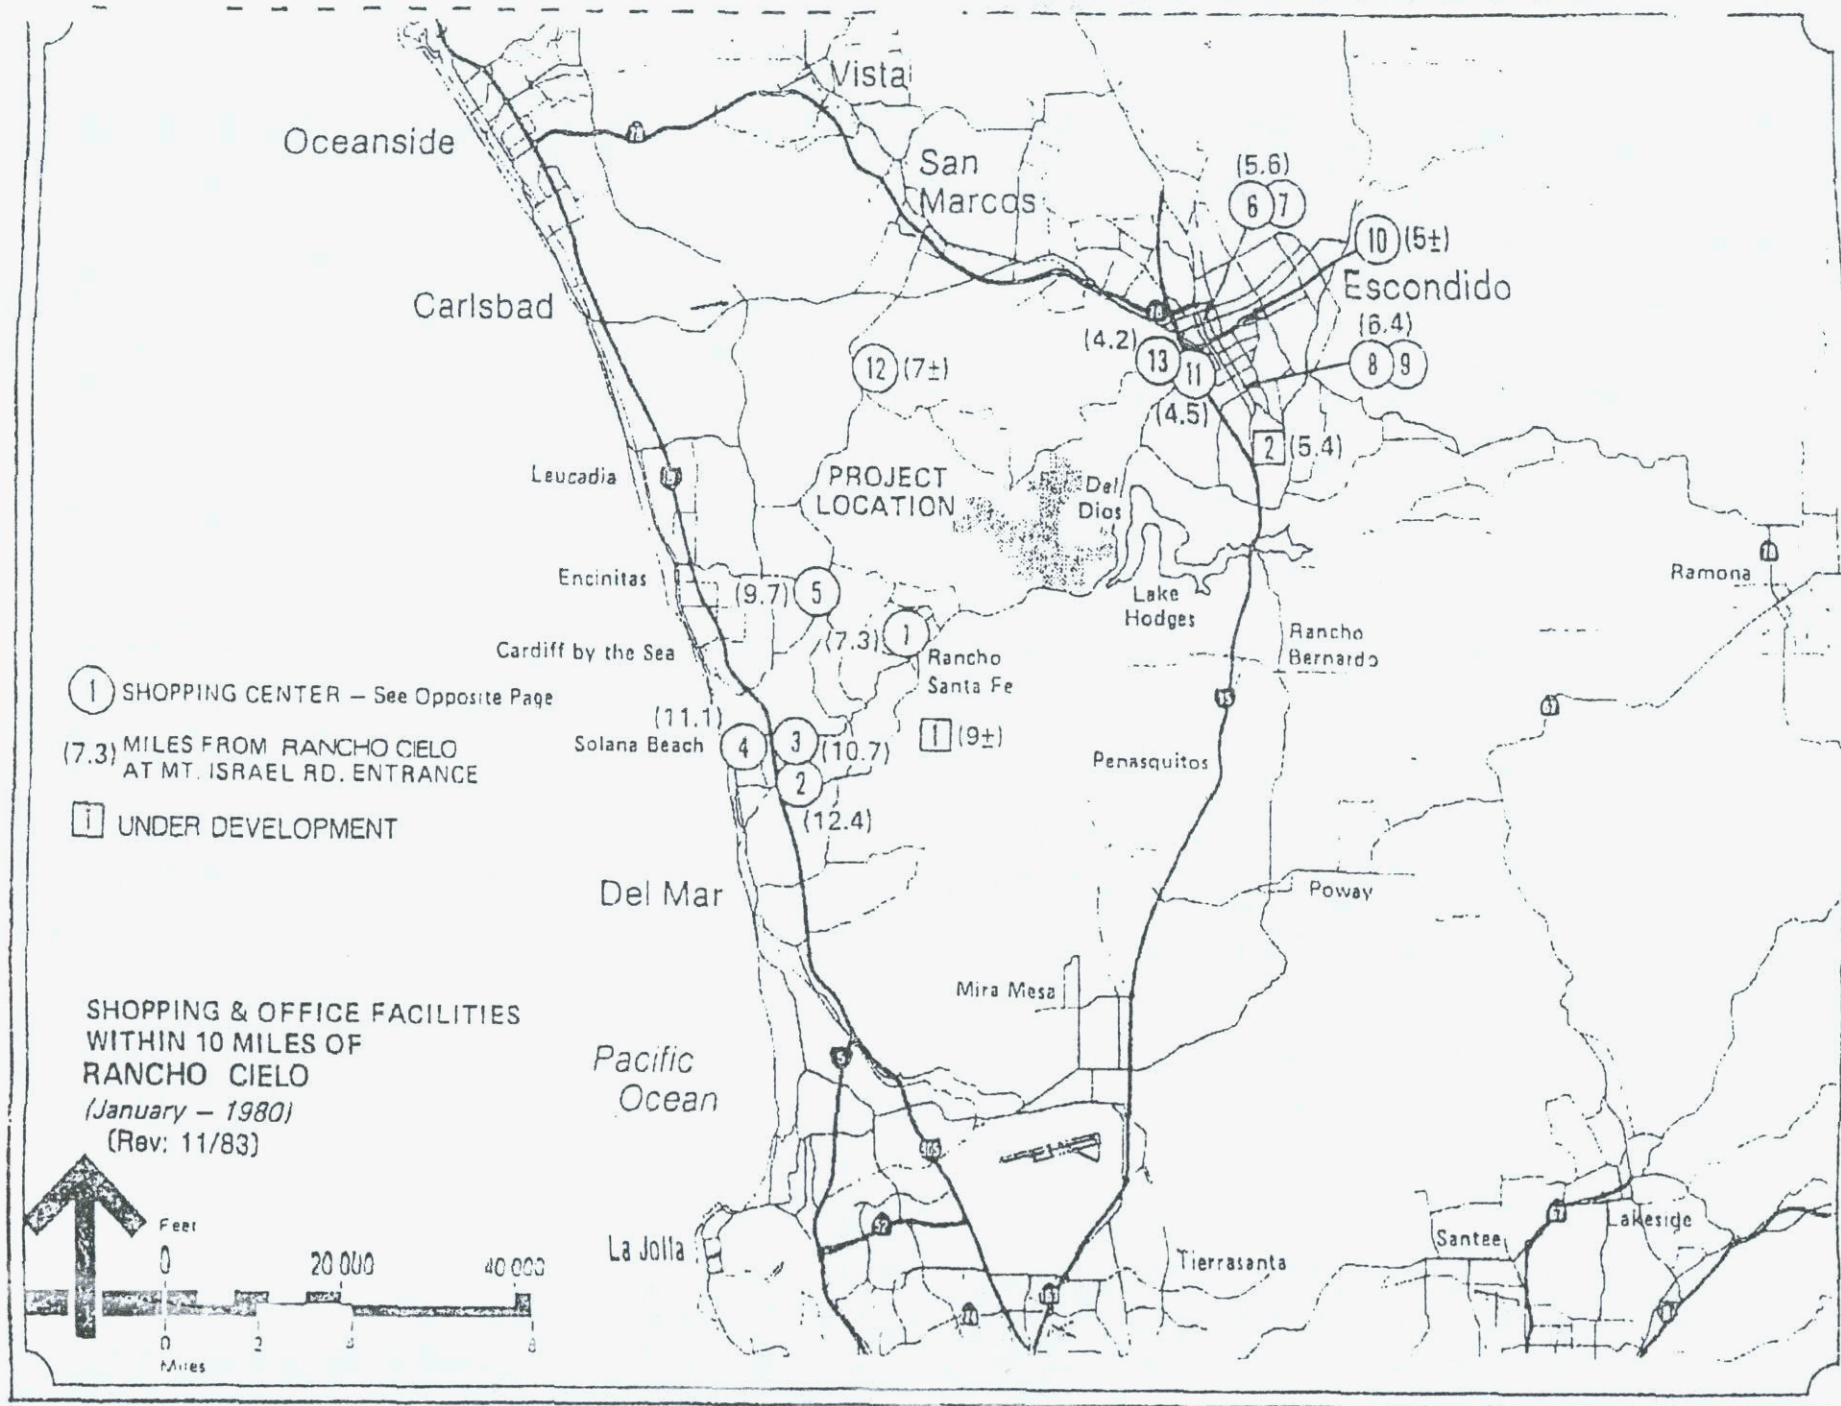 Vista
Oceanside
San
Marcos
(5.6)
6 7
10 (5±)
Escondido
Carlsbad
(6.4)
8 9
(4.2)
13
11
(4.5)
12 (7±)
2 (5.4)
Leucadia
PROJECT
LOCATION
Del
Dios
Ramona
Encinitas
(9.7) 5
Lake
Hodges
(7.3) 1
Cardiff by the Sea
Rancho
Santa Fe
Rancho
Bernardo
1 SHOPPING CENTER – See Opposite Page
(7.3) MILES FROM RANCHO CIELO
AT MT. ISRAEL RD. ENTRANCE
1 UNDER DEVELOPMENT
(11.1)
Solana Beach 4
3 (10.7)
2
(12.4)
1 (9±)
15
Penasquitos
Del Mar
Poway
Mira Mesa
SHOPPING & OFFICE FACILITIES
WITHIN 10 MILES OF
RANCHO CIELO
(January – 1980)
(Rev: 11/83)
Pacific
Ocean
5
805
52
La Jolla
Tierrasanta
Santee
Lakeside
Feet
0 20 000 40 000
0 2
Miles